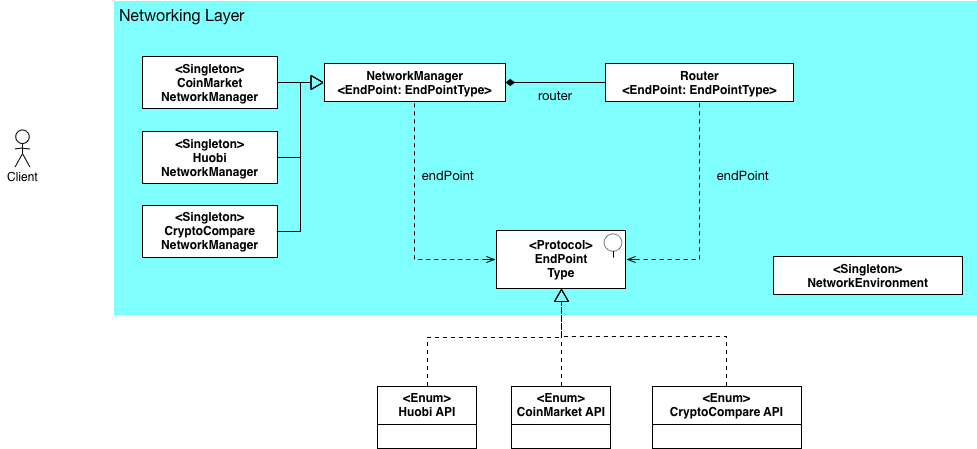 Networking Layer
<Singleton>
CoinMarket
NetworkManager
NetworkManager
<EndPoint: EndPointType>
router
Router
<EndPoint: EndPointType>
<Singleton>
Huobi
NetworkManager
Client
endPoint
endPoint
<Singleton>
CryptoCompare
NetworkManager
<Protocol>
EndPoint
Type
<Singleton>
NetworkEnvironment
<Enum>
Huobi API
<Enum>
CoinMarket API
<Enum>
CryptoCompare API